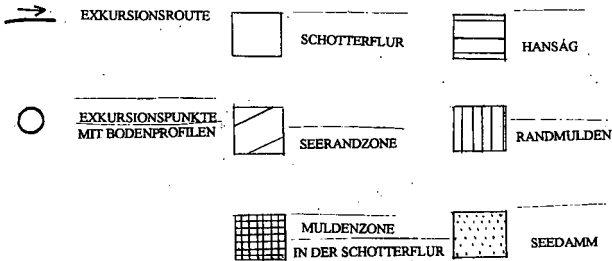 EXKURSIONSROUTE
SCHOTTERFLUR
HANSÁG
EXKURSIONSPUNKTE
MIT BODENPROFILEN
SEERANDZONE
RANDMULDEN
MULDENZONE
IN DER SCHOTTERFLUR
SEEDAMM